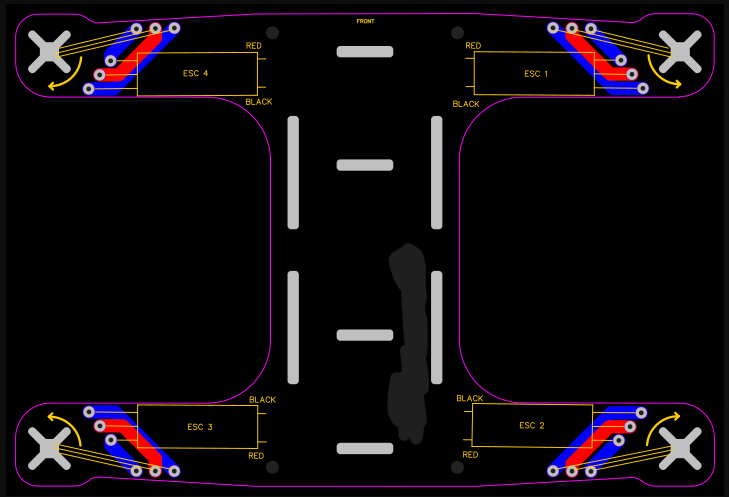 FRONT
RED
RED
ESC 4
ESC 1
BLACK
BLACK
BLACK
BLACK
ESC 3
ESC 2
RED
RED